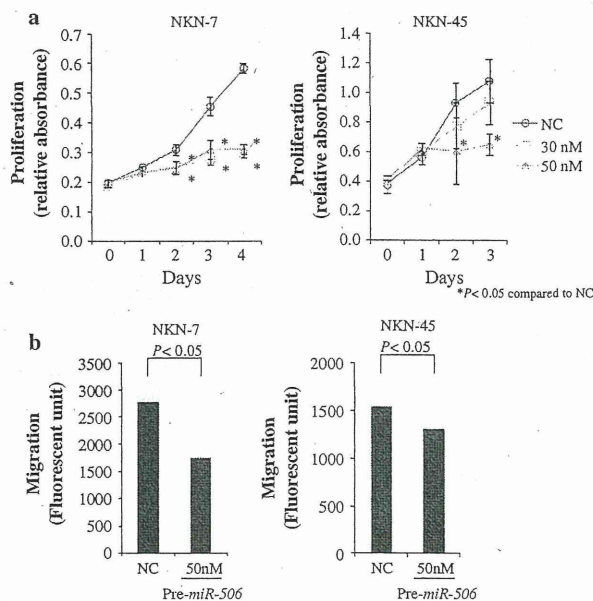 a
NKN-7
Proliferation
(relative absorbance)
0.7
0.6
0.5
0.4
0.3
0.2
0.1
0.0
* * *
* * *
0 1 2 3 4
Days
NKN-45
Proliferation
(relative absorbance)
1.4
1.2
1.0
0.8
0.6
0.4
0.2
0.0
* *
0 1 2 3
Days
NC
30 nM
50 nM
*P< 0.05 compared to NC
b
NKN-7
P< 0.05
Migration
(Fluorescent unit)
3500
3000
2500
2000
1500
1000
500
0
NC 50nM
Pre-miR-506
NKN-45
P< 0.05
Migration
(Fluorescent unit)
2000
1500
1000
500
0
NC 50nM
Pre-miR-506